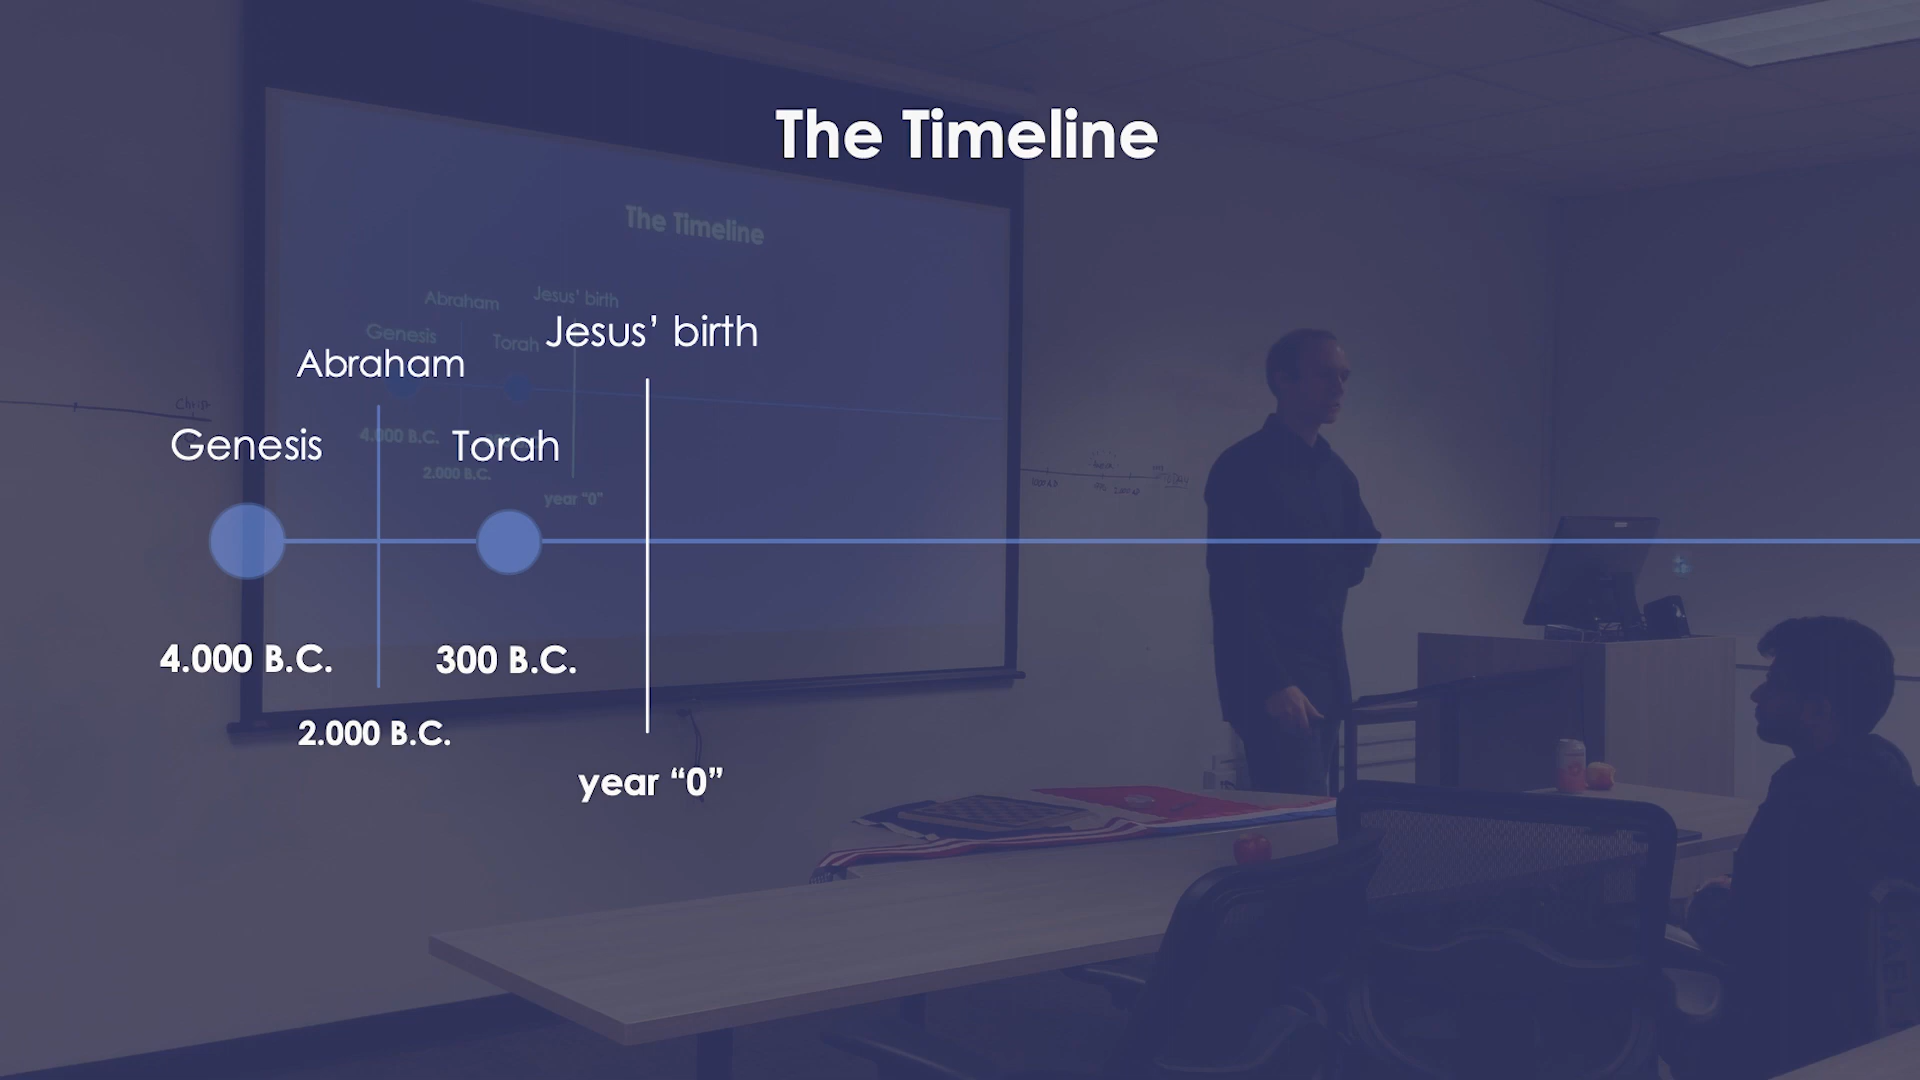 The Timeline
Jesus’ birth
Abraham
Genesis
Torah
4.000 B.C.
300 B.C.
2.000 B.C.
year “0”
The Timeline
Jesus’ birth
Abraham
Genesis
Torah
4.000 B.C.
2.000 B.C.
year “0”
Christ